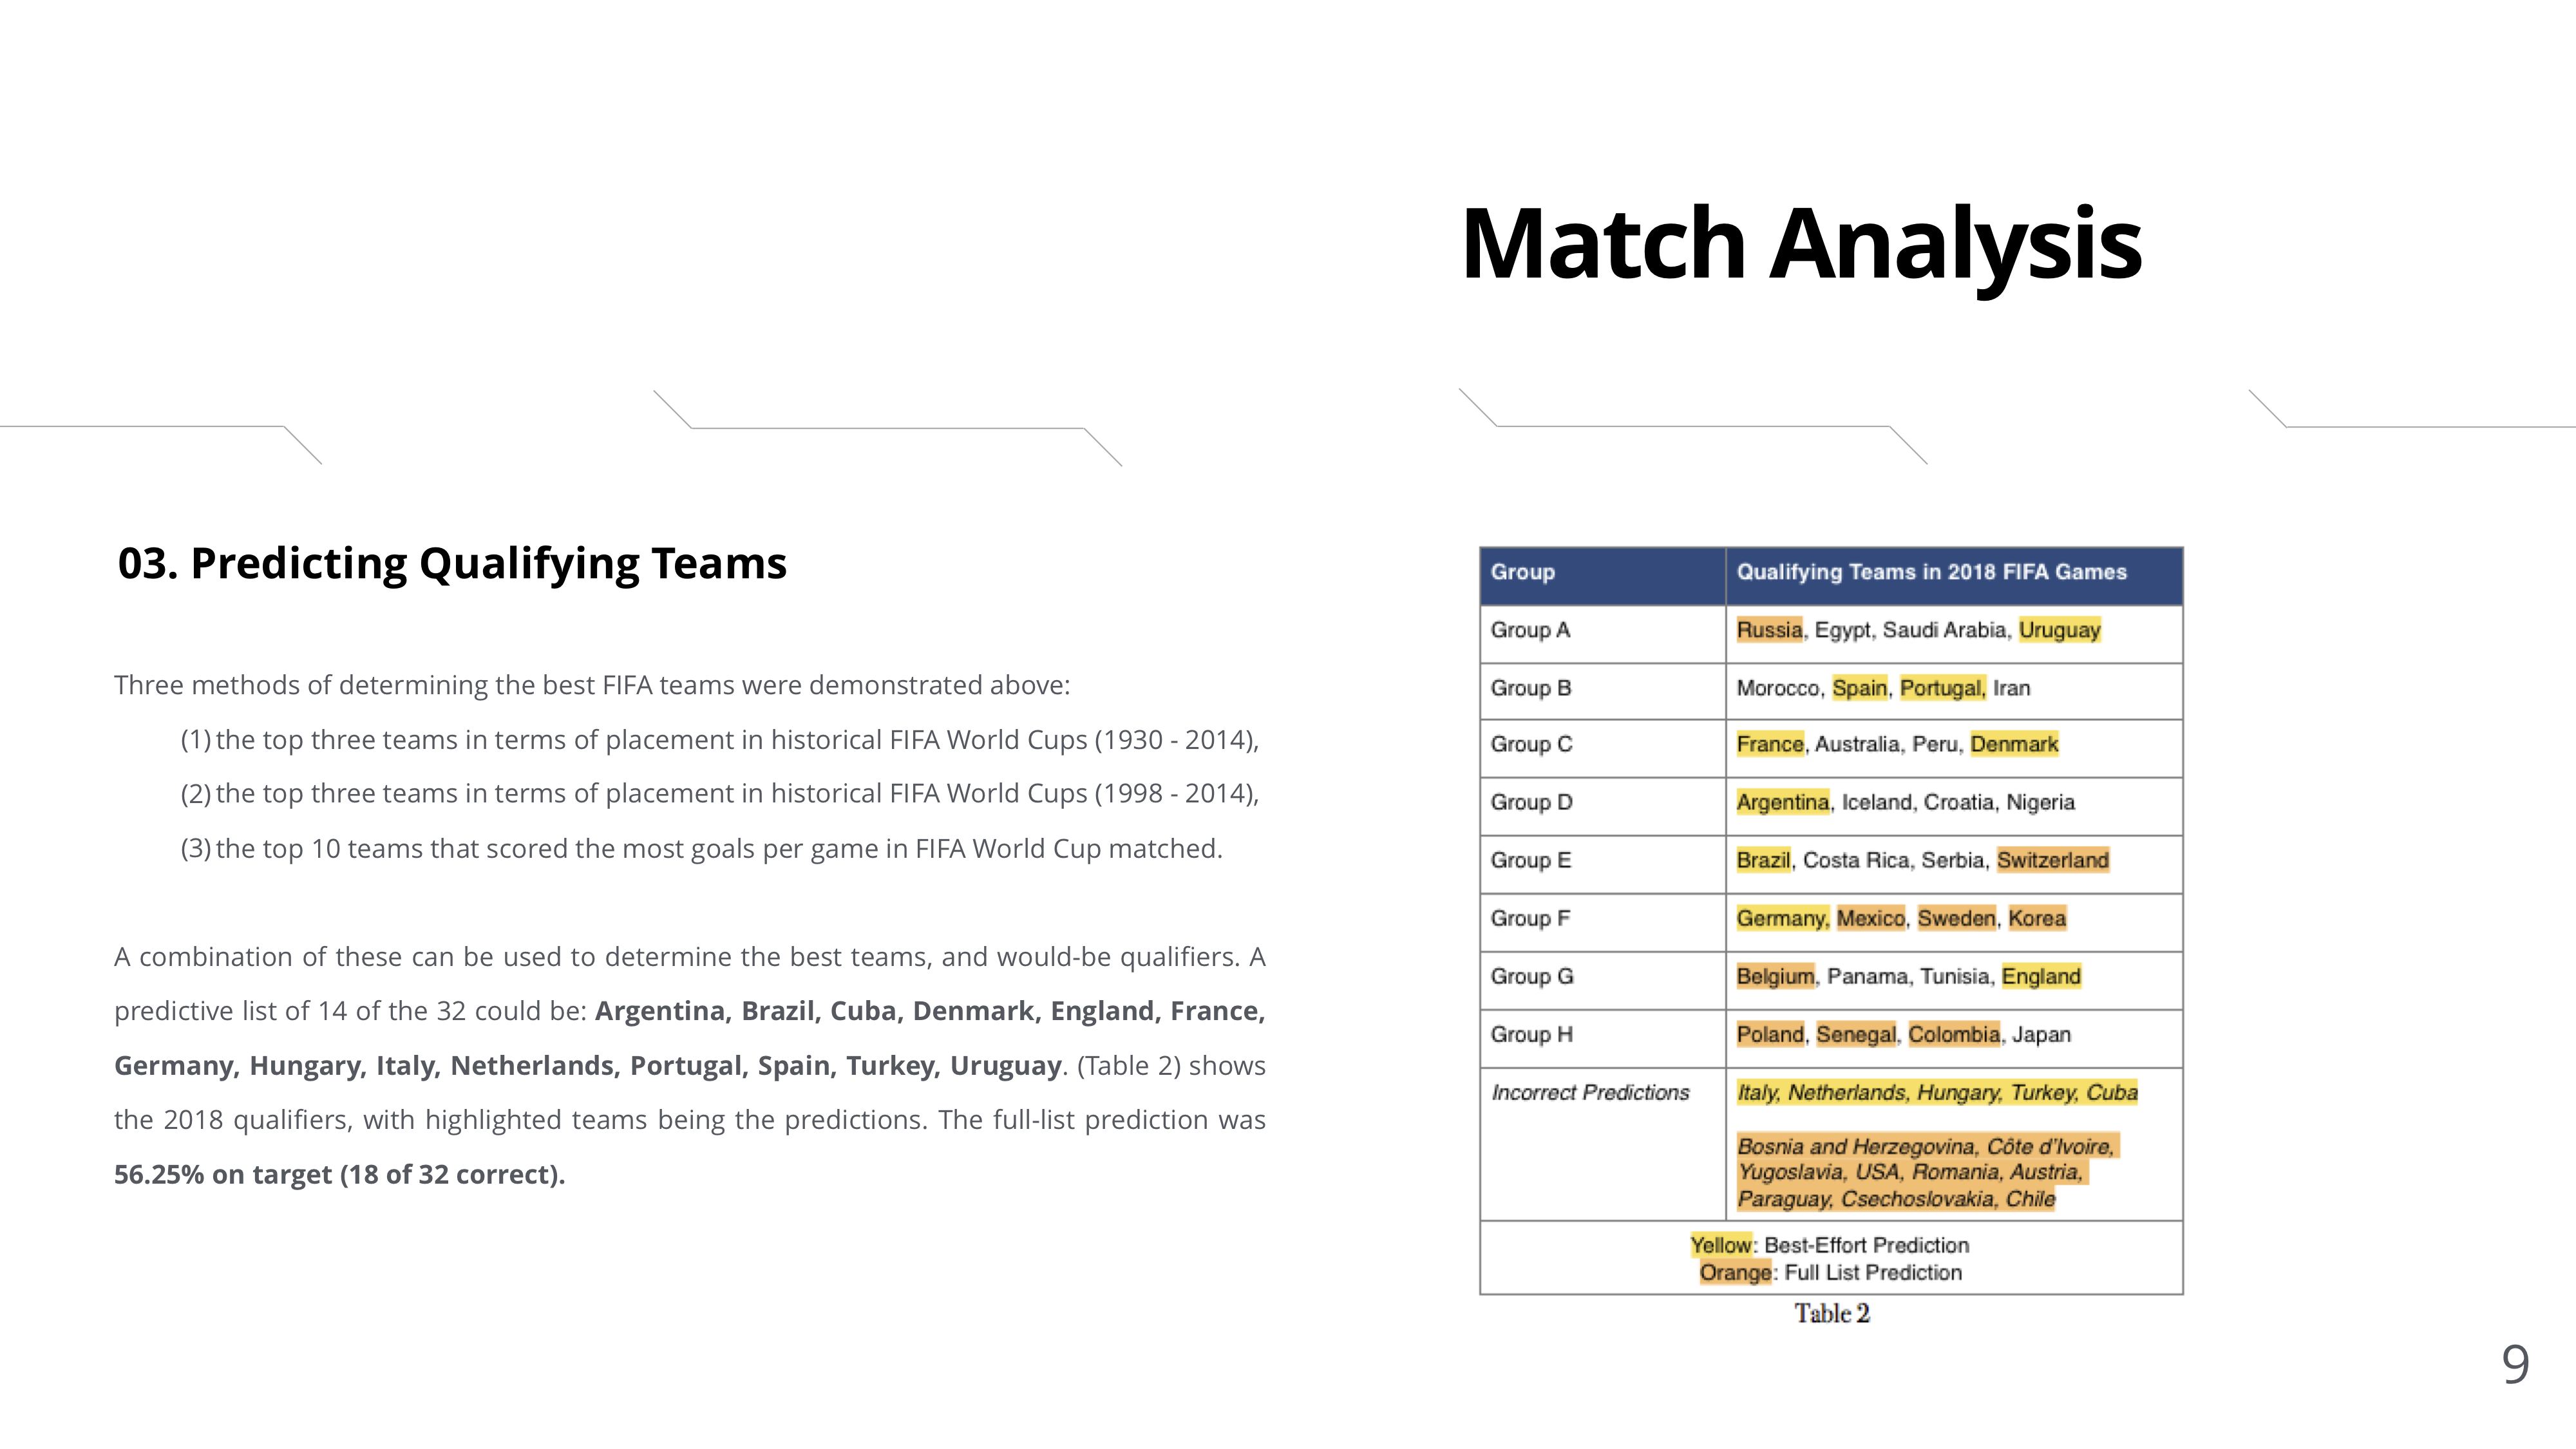 Match Analysis
03. Predicting Qualifying Teams
Three methods of determining the best FIFA teams were demonstrated above:
(1) the top three teams in terms of placement in historical FIFA World Cups (1930 - 2014),
(2) the top three teams in terms of placement in historical FIFA World Cups (1998 - 2014),
(3) the top 10 teams that scored the most goals per game in FIFA World Cup matched.
A combination of these can be used to determine the best teams, and would-be qualifiers. A
predictive list of 14 of the 32 could be: Argentina, Brazil, Cuba, Denmark, England, France,
Germany, Hungary, Italy, Netherlands, Portugal, Spain, Turkey, Uruguay. (Table 2) shows
the 2018 qualifiers, with highlighted teams being the predictions. The full-list prediction was
56.25% on target (18 of 32 correct).
Group Qualifying Teams in 2018 FIFA Games
Group A Russia, Egypt, Saudi Arabia, Uruguay
Group B Morocco, Spain, Portugal, Iran
Group C France, Australia, Peru, Denmark
Group D Argentina, Iceland, Croatia, Nigeria
Group E Brazil, Costa Rica, Serbia, Switzerland
Group F Germany, Mexico, Sweden, Korea
Group G Belgium, Panama, Tunisia, England
Group H Poland, Senegal, Colombia, Japan
Incorrect Predictions Italy, Netherlands, Hungary, Turkey, Cuba
Bosnia and Herzegovina, Côte d'Ivoire,
Yugoslavia, USA, Romania, Austria,
Paraguay, Csechoslovakia, Chile
Yellow: Best-Effort Prediction
Orange: Full List Prediction
Table 2
9